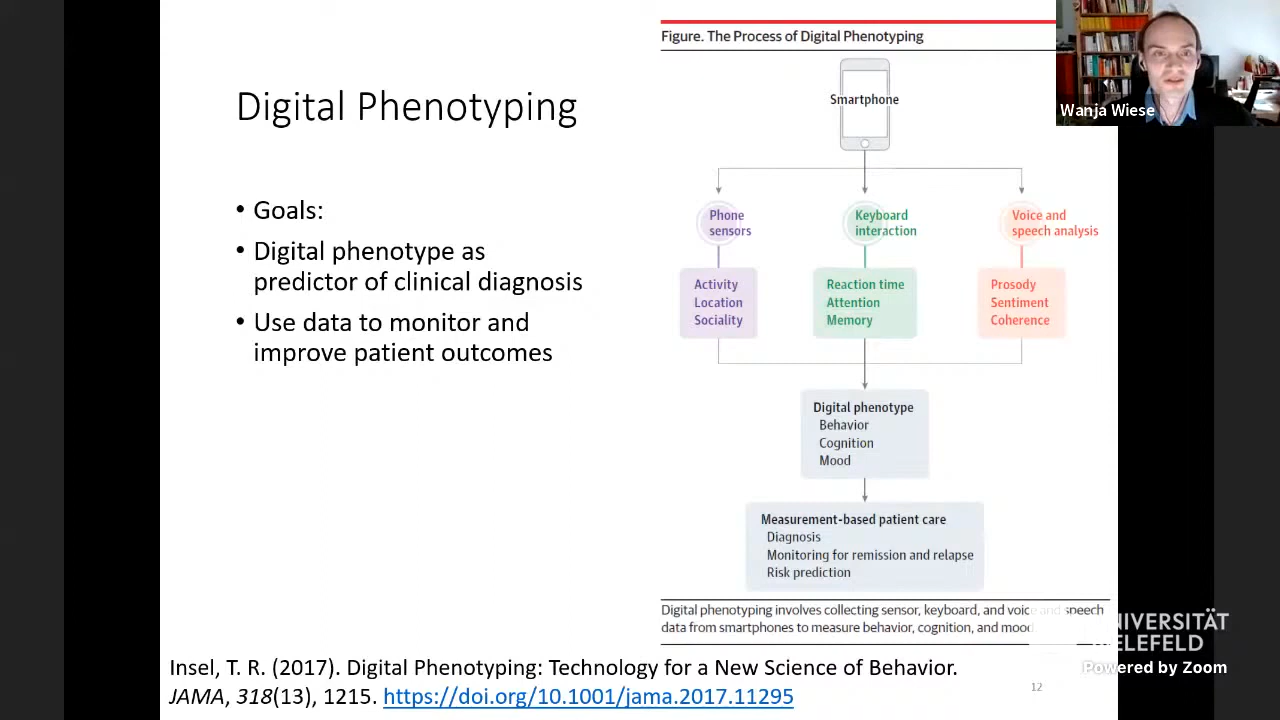 Digital Phenotyping
• Goals:
• Digital phenotype as
predictor of clinical diagnosis
• Use data to monitor and
improve patient outcomes
Figure. The Process of Digital Phenotyping
Smartphone
Phone
sensors
Keyboard
interaction
Voice and
speech analysis
Activity
Location
Sociality
Reaction time
Attention
Memory
Prosody
Sentiment
Coherence
Digital phenotype
Behavior
Cognition
Mood
Measurement-based patient care
Diagnosis
Monitoring for remission and relapse
Risk prediction
Digital phenotyping involves collecting sensor, keyboard, and voice and speech
data from smartphones to measure behavior, cognition, and mood
Insel, T. R. (2017). Digital Phenotyping: Technology for a New Science of Behavior.
JAMA, 318(13), 1215. https://doi.org/10.1001/jama.2017.11295
12
Wanja Wiese
UNIVERSITÄT
BIELEFELD
Powered by Zoom